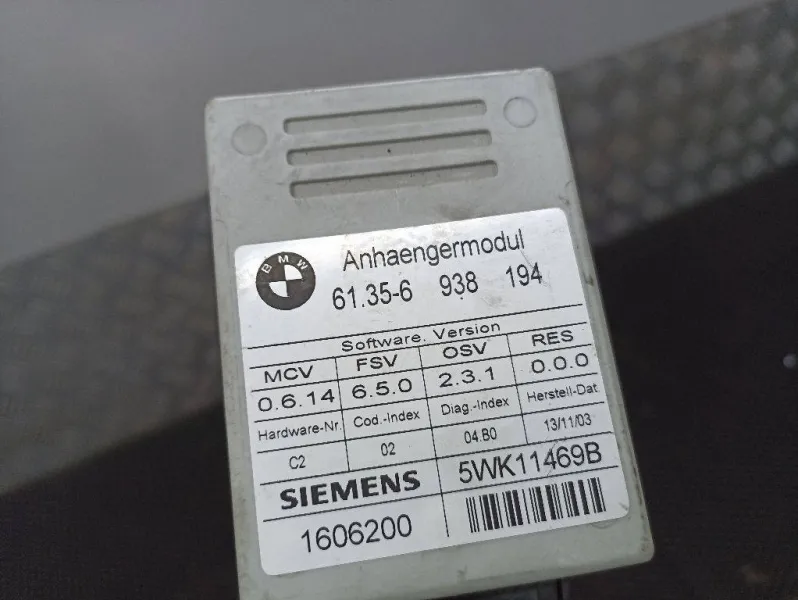 BMW
Anhaengermodul
61.35-6 938 194
Software. Version
MCV FSV OSV RES
0.6.14 6.5.0 2.3.1 0.0.0
Hardware-Nr. Cod.-Index Diag.-Index Herstell-Dat.
C2 02 04.B0 13/11/03
SIEMENS 5WK11469B
1606200